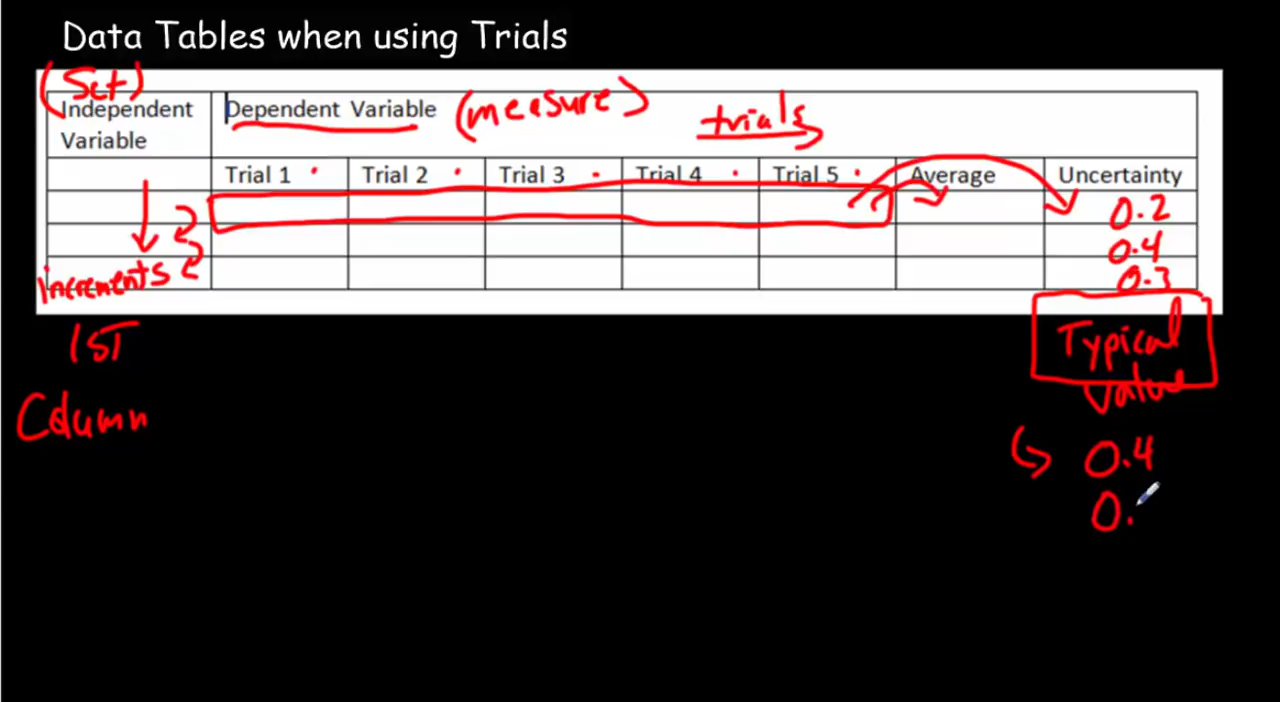 Data Tables when using Trials
(Set)
Independent Variable
Dependent Variable (measure) trials
Trial 1 Trial 2 Trial 3 Trial 4 Trial 5 Average Uncertainty
0.2
0.4
increments 0.3
1ST
Column
Typical
Value
0.4
0.